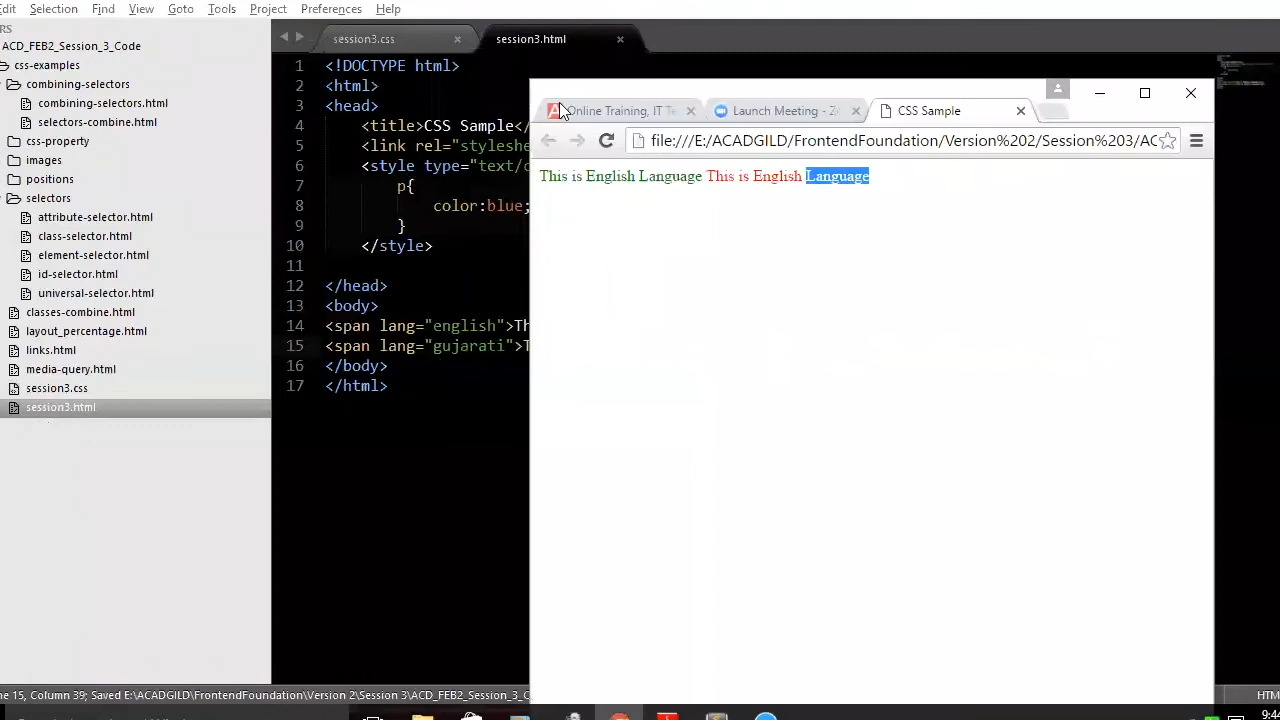 Edit Selection Find View Goto Tools Project Preferences Help
RS
ACD_FEB2_Session_3_Code
css-examples
combining-selectors
combining-selectors.html
selectors-combine.html
css-property
images
positions
selectors
attribute-selector.html
class-selector.html
element-selector.html
id-selector.html
universal-selector.html
classes-combine.html
layout_percentage.html
links.html
media-query.html
session3.css
session3.html
session3.css × session3.html ×
1 <!DOCTYPE html>
2 <html>
3 <head>
4 <title>CSS Sample</
5 <link rel="stylesheet
6 <style type="text/c
7 p{
8 color:blue;
9 }
10 </style>
11
12 </head>
13 <body>
14 <span lang="english">Th
15 <span lang="gujarati">T
16 </body>
17 </html>
Online Training, IT Te × Launch Meeting - Z × CSS Sample ×
file:///E:/ACADGILD/FrontendFoundation/Version%202/Session%203/AC
This is English Language This is English Language
ne 15, Column 39; Saved E:\ACADGILD\FrontendFoundation\Version 2\Session 3\ACD_FEB2_Session_3_C
HTM
9:44